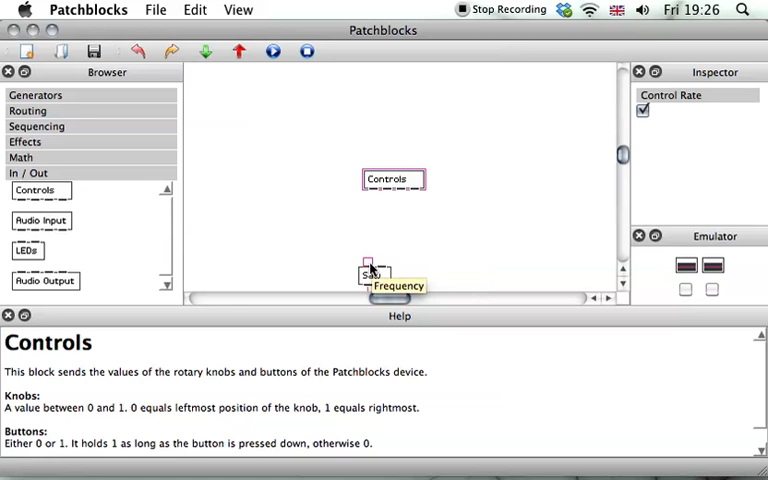 Patchblocks File Edit View Stop Recording Fri 19:26
Patchblocks
Browser
Inspector
Generators
Routing
Sequencing
Effects
Math
In / Out
Controls
Audio Input
LEDs
Audio Output
Controls
Frequency
Control Rate
Emulator
Help
Controls
This block sends the values of the rotary knobs and buttons of the Patchblocks device.
Knobs:
A value between 0 and 1. 0 equals leftmost position of the knob, 1 equals rightmost.
Buttons:
Either 0 or 1. It holds 1 as long as the button is pressed down, otherwise 0.